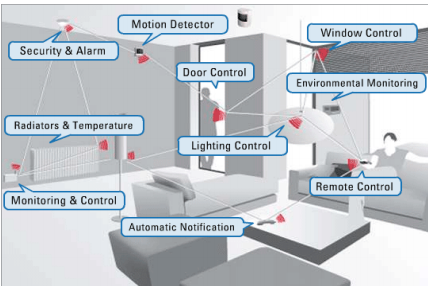 Motion Detector
Window Control
Security & Alarm
Door Control
Environmental Monitoring
Radiators & Temperature
Lighting Control
Remote Control
Monitoring & Control
Automatic Notification